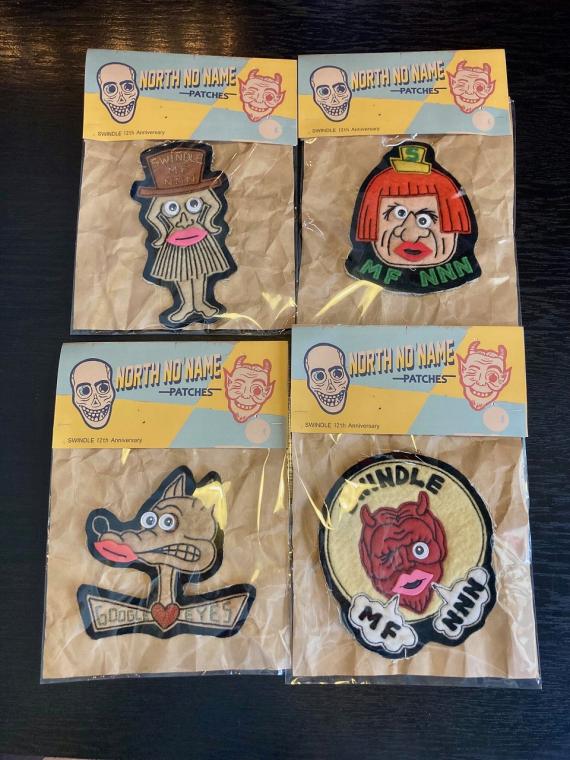 NORTH NO NAME
PATCHES
SWINDLE 12th Anniversary
SWINDLE
MF
NNN
NORTH NO NAME
PATCHES
SWINDLE 12th Anniversary
S
MF NNN
NORTH NO NAME
PATCHES
SWINDLE 12th Anniversary
GOOGLE EYES
NORTH NO NAME
PATCHES
SWINDLE 12th Anniversary
SWINDLE
MF
NNN